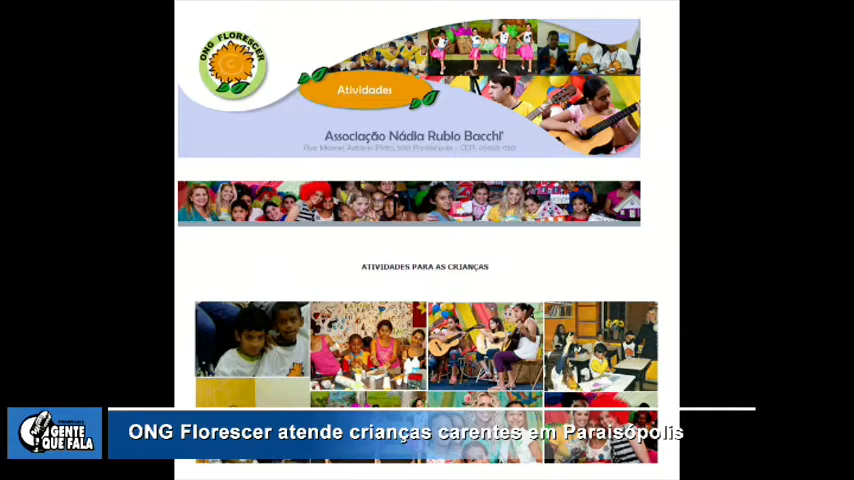 ONG FLORESCER
Atividades
Associação Nádia Rubio Bacchi
ATIVIDADES PARA AS CRIANÇAS
GENTE
QUE FALA
ONG Florescer atende crianças carentes em Paraisópolis